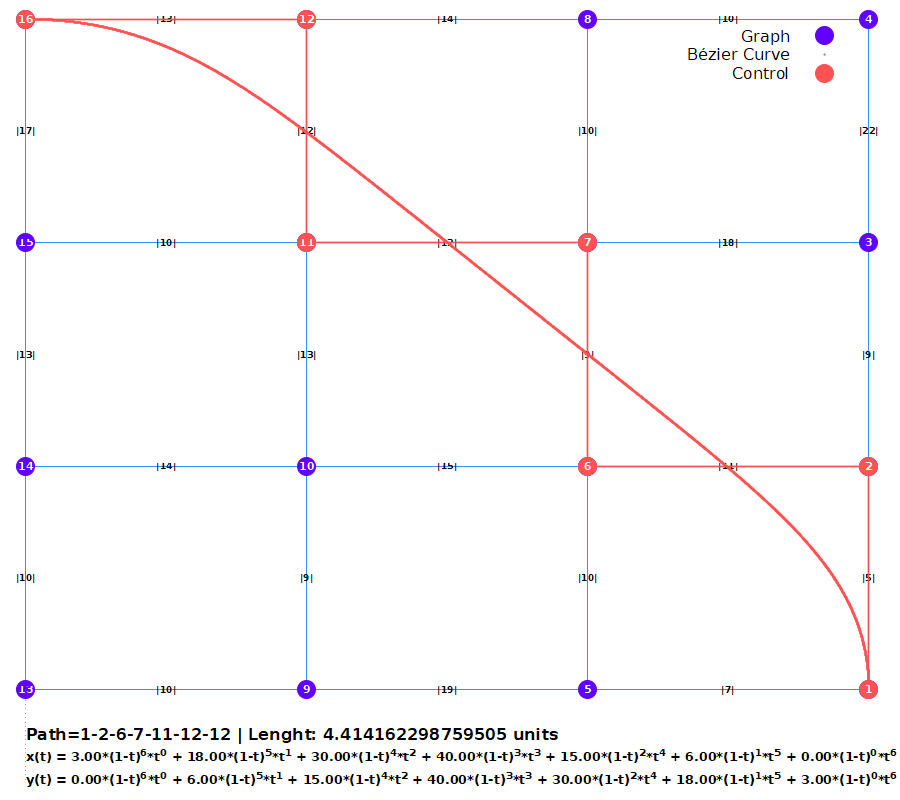 16 |13| 12 |14| 8 |10| 4
Graph
Bézier Curve
Control
|17| |12| |10| |22|
15 |10| 11 7 |18| 3
|13| |13| |9|
14 |14| 10 |15| 6 |11| 2
|10| |9| |10| |5|
13 |10| 9 |19| 5 |7| 1
Path=1-2-6-7-11-12-12 | Lenght: 4.414162298759505 units
x(t) = 3.00*(1-t)⁶*t⁰ + 18.00*(1-t)⁵*t¹ + 30.00*(1-t)⁴*t² + 40.00*(1-t)³*t³ + 15.00*(1-t)²*t⁴ + 6.00*(1-t)¹*t⁵ + 0.00*(1-t)⁰*t⁶
y(t) = 0.00*(1-t)⁶*t⁰ + 6.00*(1-t)⁵*t¹ + 15.00*(1-t)⁴*t² + 40.00*(1-t)³*t³ + 30.00*(1-t)²*t⁴ + 18.00*(1-t)¹*t⁵ + 3.00*(1-t)⁰*t⁶